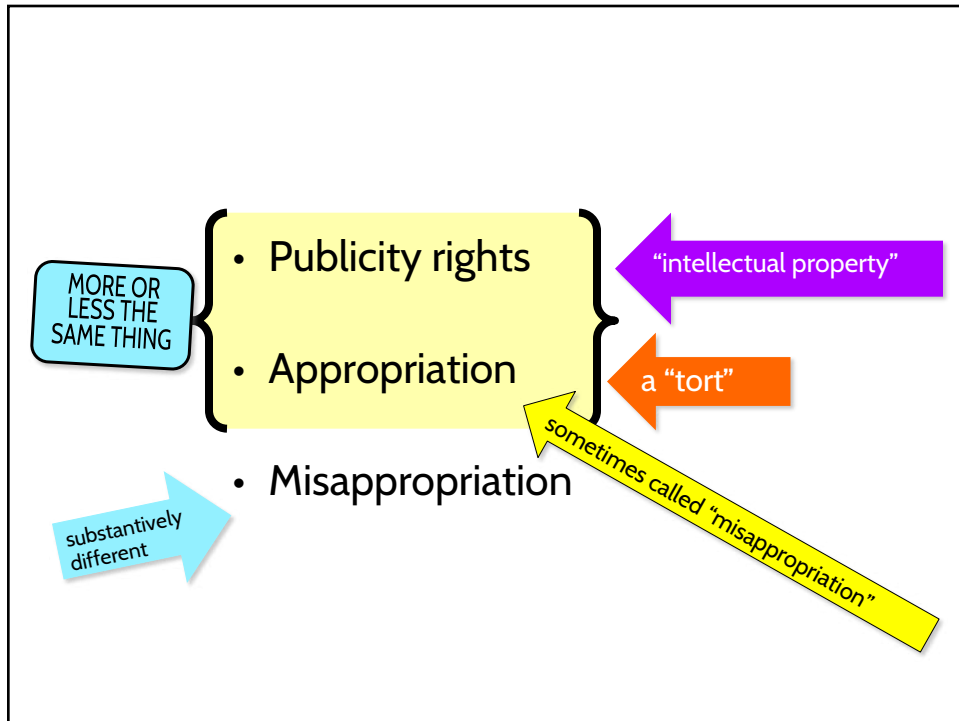 • Publicity rights
“intellectual property”
MORE OR
LESS THE
SAME THING
• Appropriation
a “tort”
sometimes called “misappropriation”
• Misappropriation
substantively
different